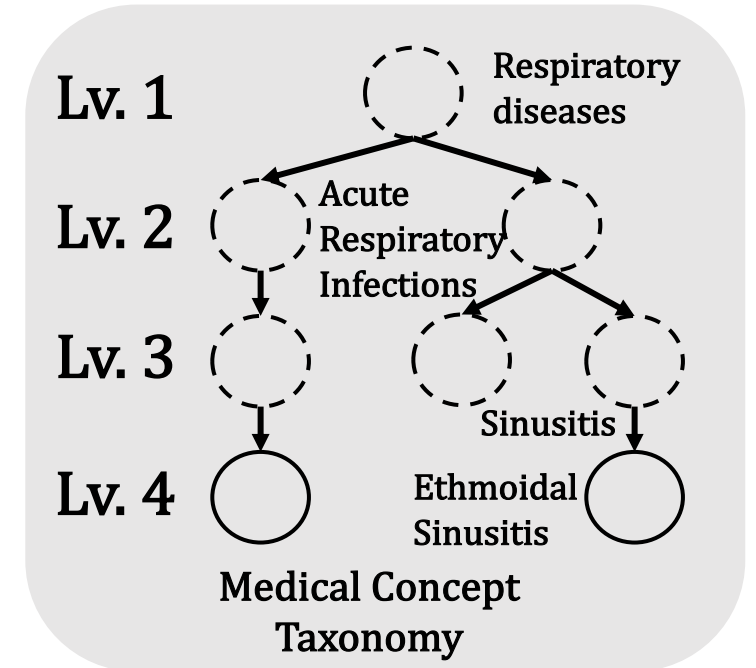 Lv. 1
Respiratory
diseases
Lv. 2
Acute
Respiratory
Infections
Lv. 3
Sinusitis
Lv. 4
Ethmoidal
Sinusitis
Medical Concept
Taxonomy